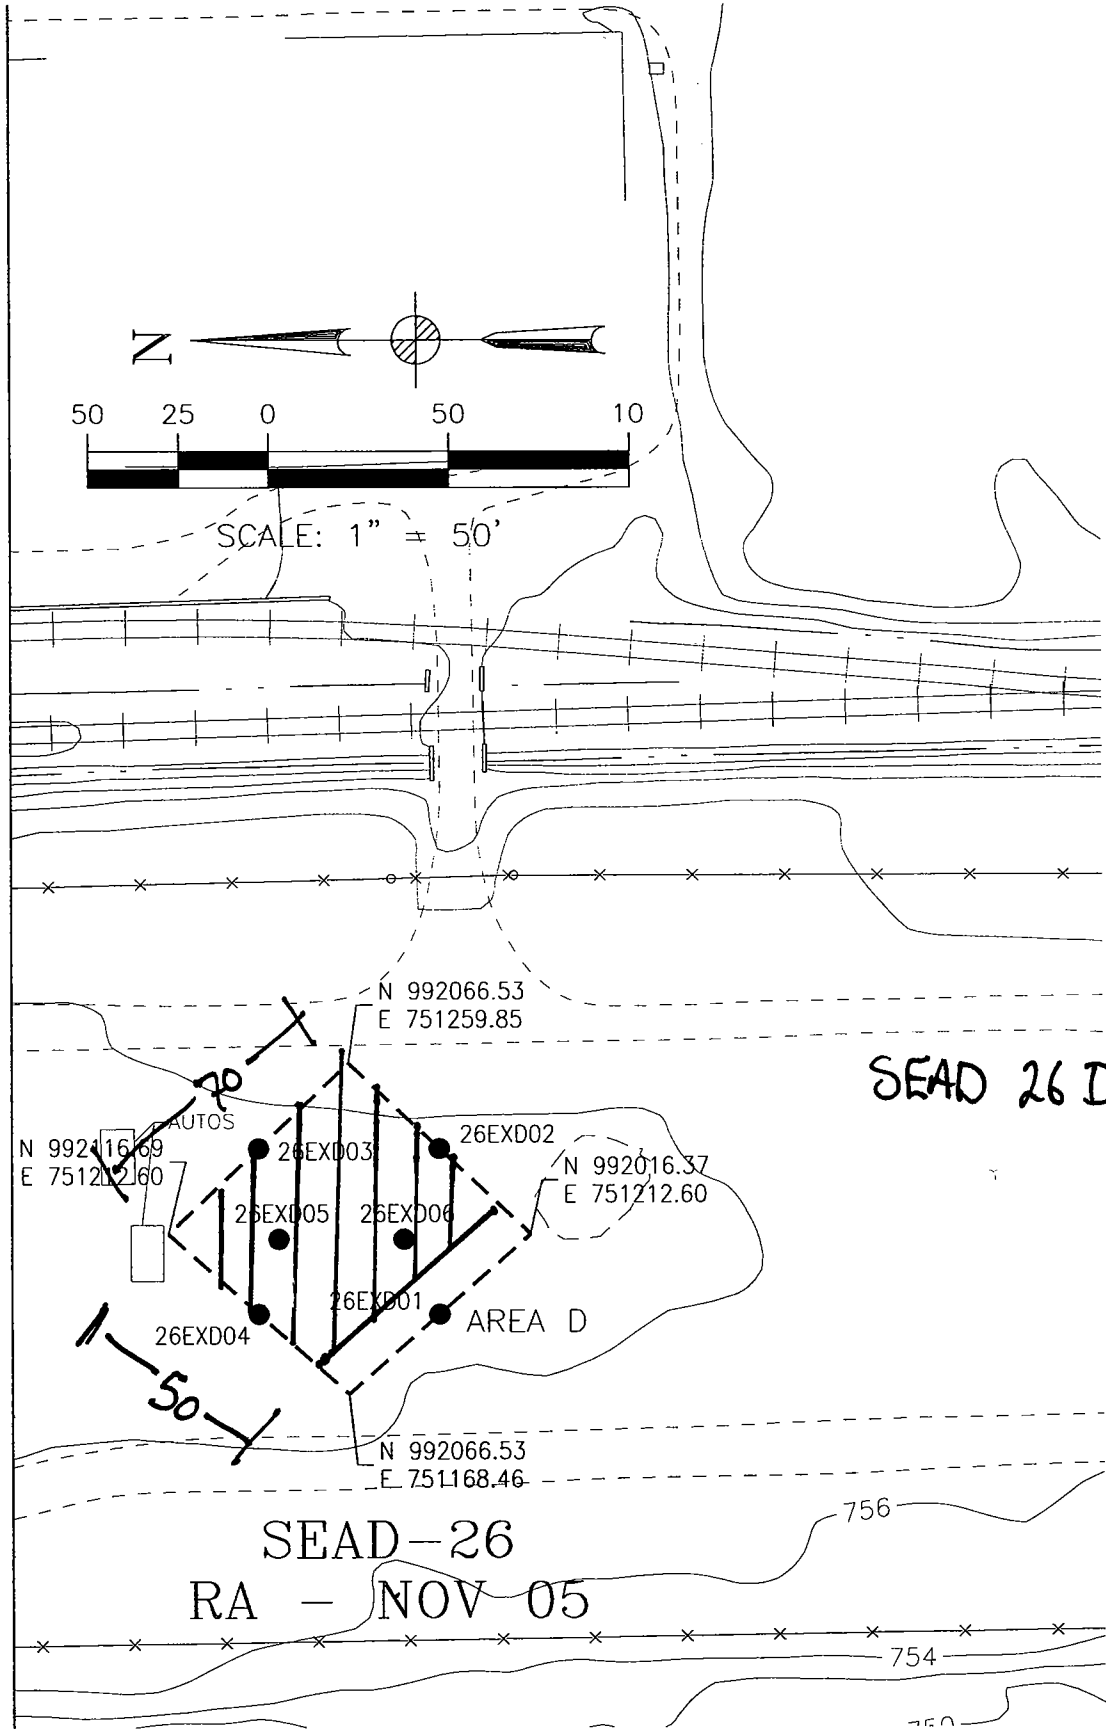 N
50 25 0 50 10
SCALE: 1" = 50'
N 992066.53
E 751259.85
SEAD 26 D
70
AUTOS
26EXD03
26EXD02
N 992116.69
E 751212.60
N 992016.37
E 751212.60
26EXD05
26EXD06
26EXD01
26EXD04
AREA D
50
N 992066.53
E 751168.46
756
SEAD-26
RA - NOV 05
754